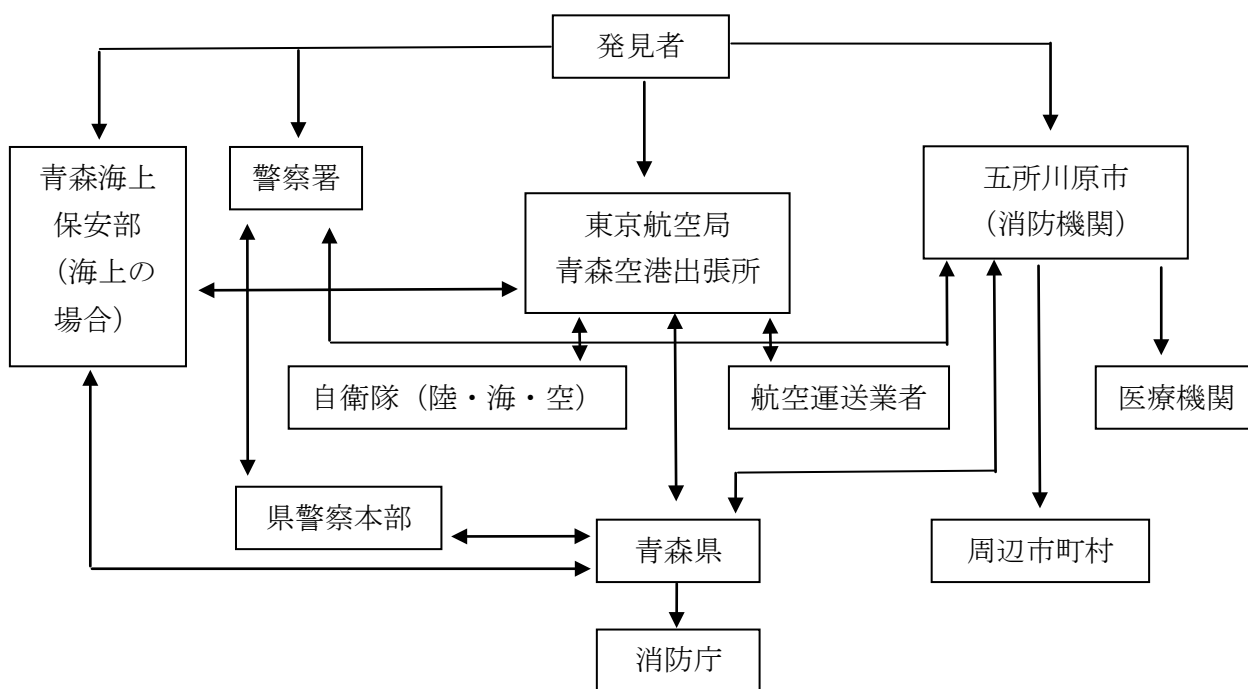 発見者
青森海上
保安部
(海上の
場合)
警察署
東京航空局
青森空港出張所
五所川原市
(消防機関)
自衛隊(陸・海・空)
航空運送業者
医療機関
県警察本部
青森県
周辺市町村
消防庁